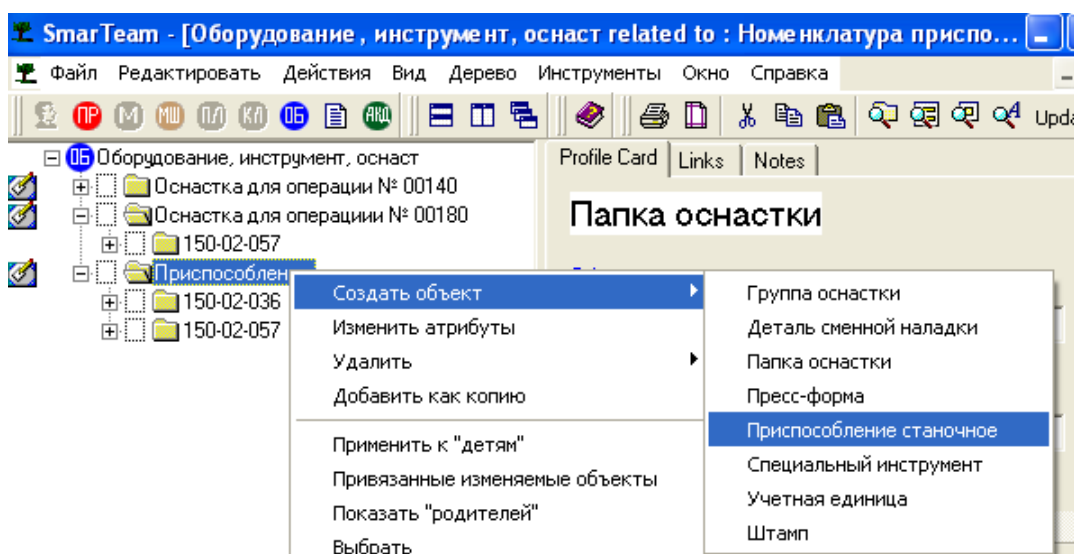 SmarTeam - [Оборудование, инструмент, оснаст related to : Номенклатура приспо...
Файл Редактировать Действия Вид Дерево Инструменты Окно Справка
ПР М МШ ПЛ КЛ ОБ АКД Upda
ОБ Оборудование, инструмент, оснаст
Оснастка для операции № 00140
Оснастка для операциии № 00180
150-02-057
Приспособлен
150-02-036
150-02-057
Profile Card Links Notes
Папка оснастки
Создать объект
Изменить атрибуты
Удалить
Добавить как копию
Применить к "детям"
Привязанные изменяемые объекты
Показать "родителей"
Выбрать
Группа оснастки
Деталь сменной наладки
Папка оснастки
Пресс-форма
Приспособление станочное
Специальный инструмент
Учетная единица
Штамп